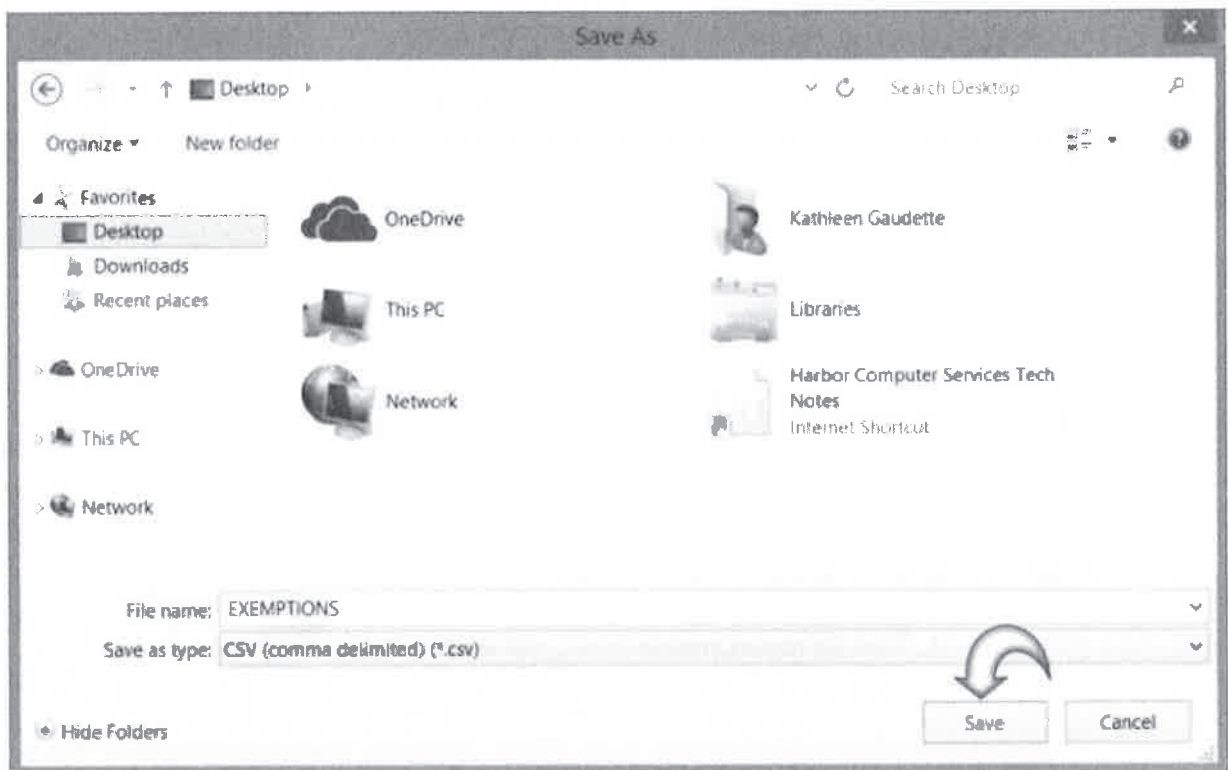 Save As
Desktop
Search Desktop
Organize
New folder
Favorites
Desktop
Downloads
Recent places
OneDrive
This PC
Network
OneDrive
Kathleen Gaudette
This PC
Libraries
Network
Harbor Computer Services Tech
Notes
Internet Shortcut
File name: EXEMPTIONS
Save as type: CSV (comma delimited) (*.csv)
Hide Folders
Save
Cancel